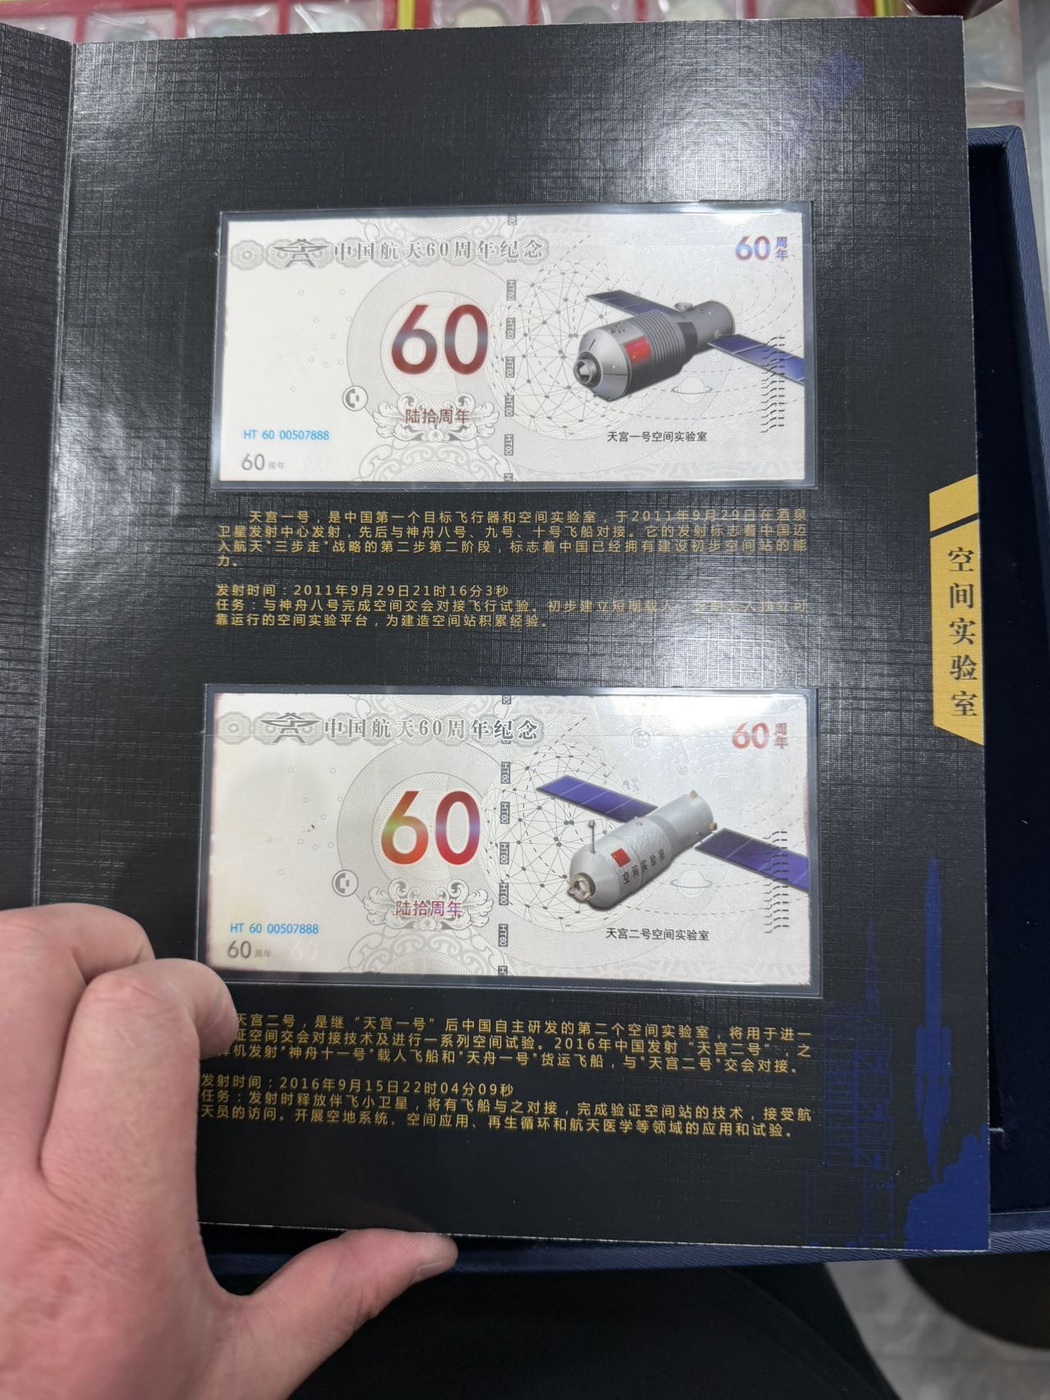 中国航天60周年纪念
60周年
60
陆拾周年
HT60
HT60
HT60
HT60
HT60
HT 60 00507888
60周年
天宫一号空间实验室
天宫一号，是中国第一个目标飞行器和空间实验室，于2011年9月29日在酒泉
卫星发射中心发射，先后与神舟八号、九号、十号飞船对接。它的发射标志着中国迈
入航天"三步走"战略的第二步第二阶段，标志着中国已经拥有建设初步空间站的能
力。
发射时间：2011年9月29日21时16分3秒
任务：与神舟八号完成空间交会对接飞行试验。初步建立短期载人、
靠运行的空间实验平台，为建造空间站积累经验。
空间实验室
中国航天60周年纪念
60周年
60
陆拾周年
HT60
HT60
HT60
HT60
HT 60 00507888
60周年
空间实验室
天宫二号空间实验室
天宫二号，是继"天宫一号"后中国自主研发的第二个空间实验室，将用于进一
证空间交会对接技术及进行一系列空间试验。2016年中国发射"天宫二号"，之
择机发射"神舟十一号"载人飞船和"天舟一号"货运飞船，与"天宫二号"交会对接。
发射时间：2016年9月15日22时04分09秒
任务：发射时释放伴飞小卫星，将有飞船与之对接，完成验证空间站的技术，接受航
天员的访问，开展空地系统、空间应用、再生循环和航天医学等领域的应用和试验。